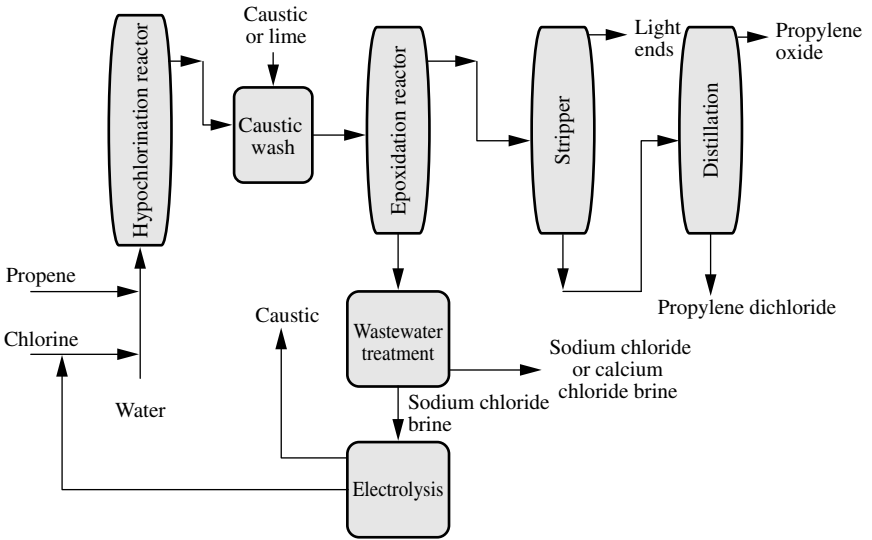 Hypochlorination reactor
Caustic
or lime
Caustic
wash
Epoxidation reactor
Stripper
Light
ends
Distillation
Propylene
oxide
Propene
Chlorine
Water
Caustic
Wastewater
treatment
Propylene dichloride
Sodium chloride
or calcium
chloride brine
Sodium chloride
brine
Electrolysis